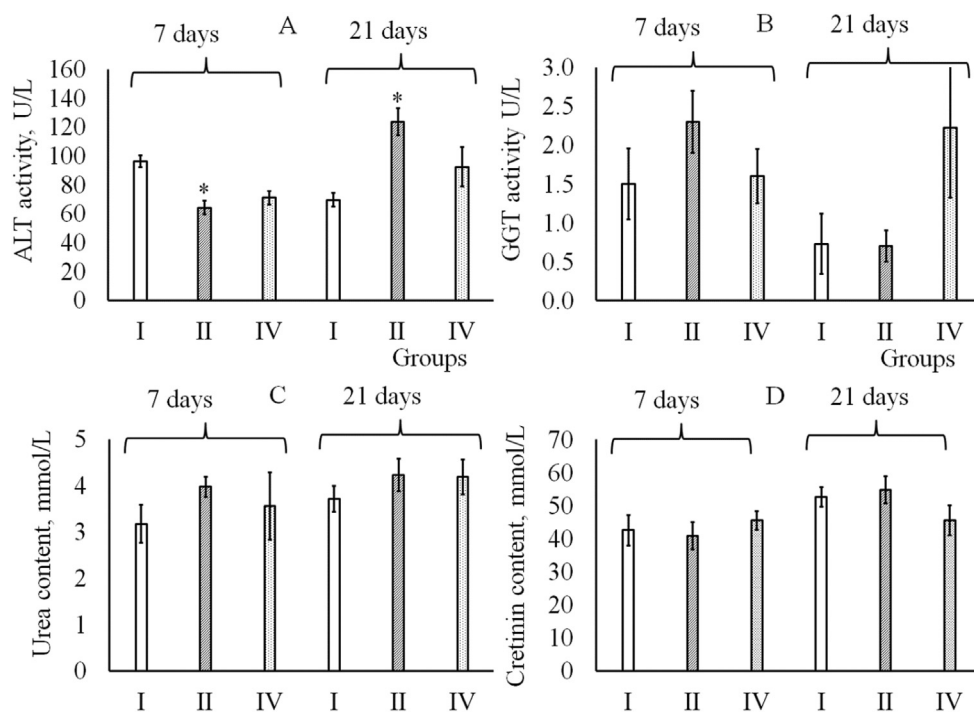 7 days A 21 days
ALT activity, U/L
160
140
120
100
80
60
40
20
0
* *
I II IV I II IV
Groups
7 days B 21 days
GGT activity U/L
3.0
2.5
2.0
1.5
1.0
0.5
0.0
I II IV I II IV
Groups
7 days C 21 days
Urea content, mmol/L
5
4
3
2
1
0
I II IV I II IV
7 days D 21 days
Cretinin content, mmol/L
70
60
50
40
30
20
10
0
I II IV I II IV